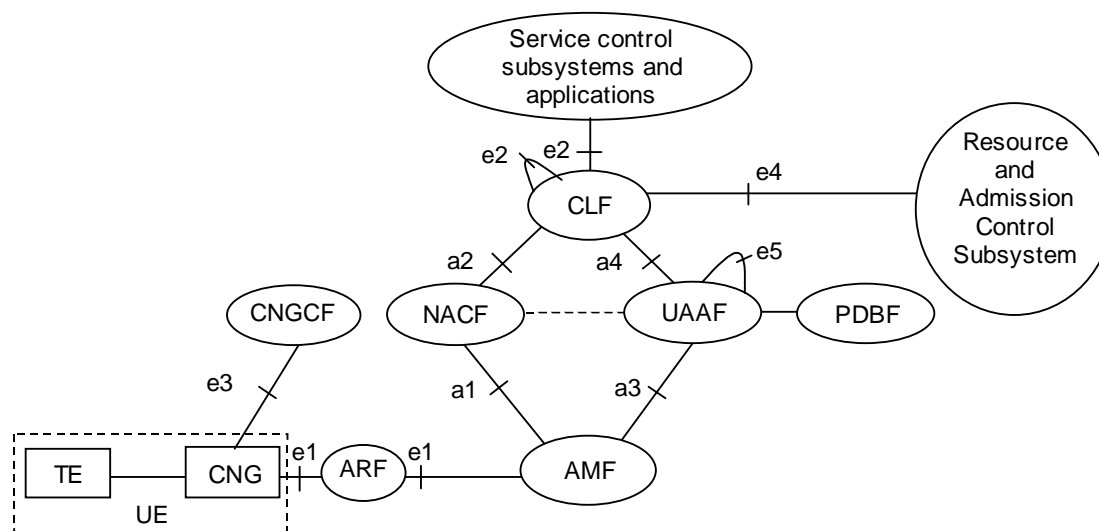 Service control
subsystems and
applications
Resource
and
Admission
Control
Subsystem
e2
e2
e4
CLF
a2
a4
e5
CNGCF
NACF
UAAF
PDBF
e3
a1
a3
TE
CNG
e1
ARF
e1
AMF
UE